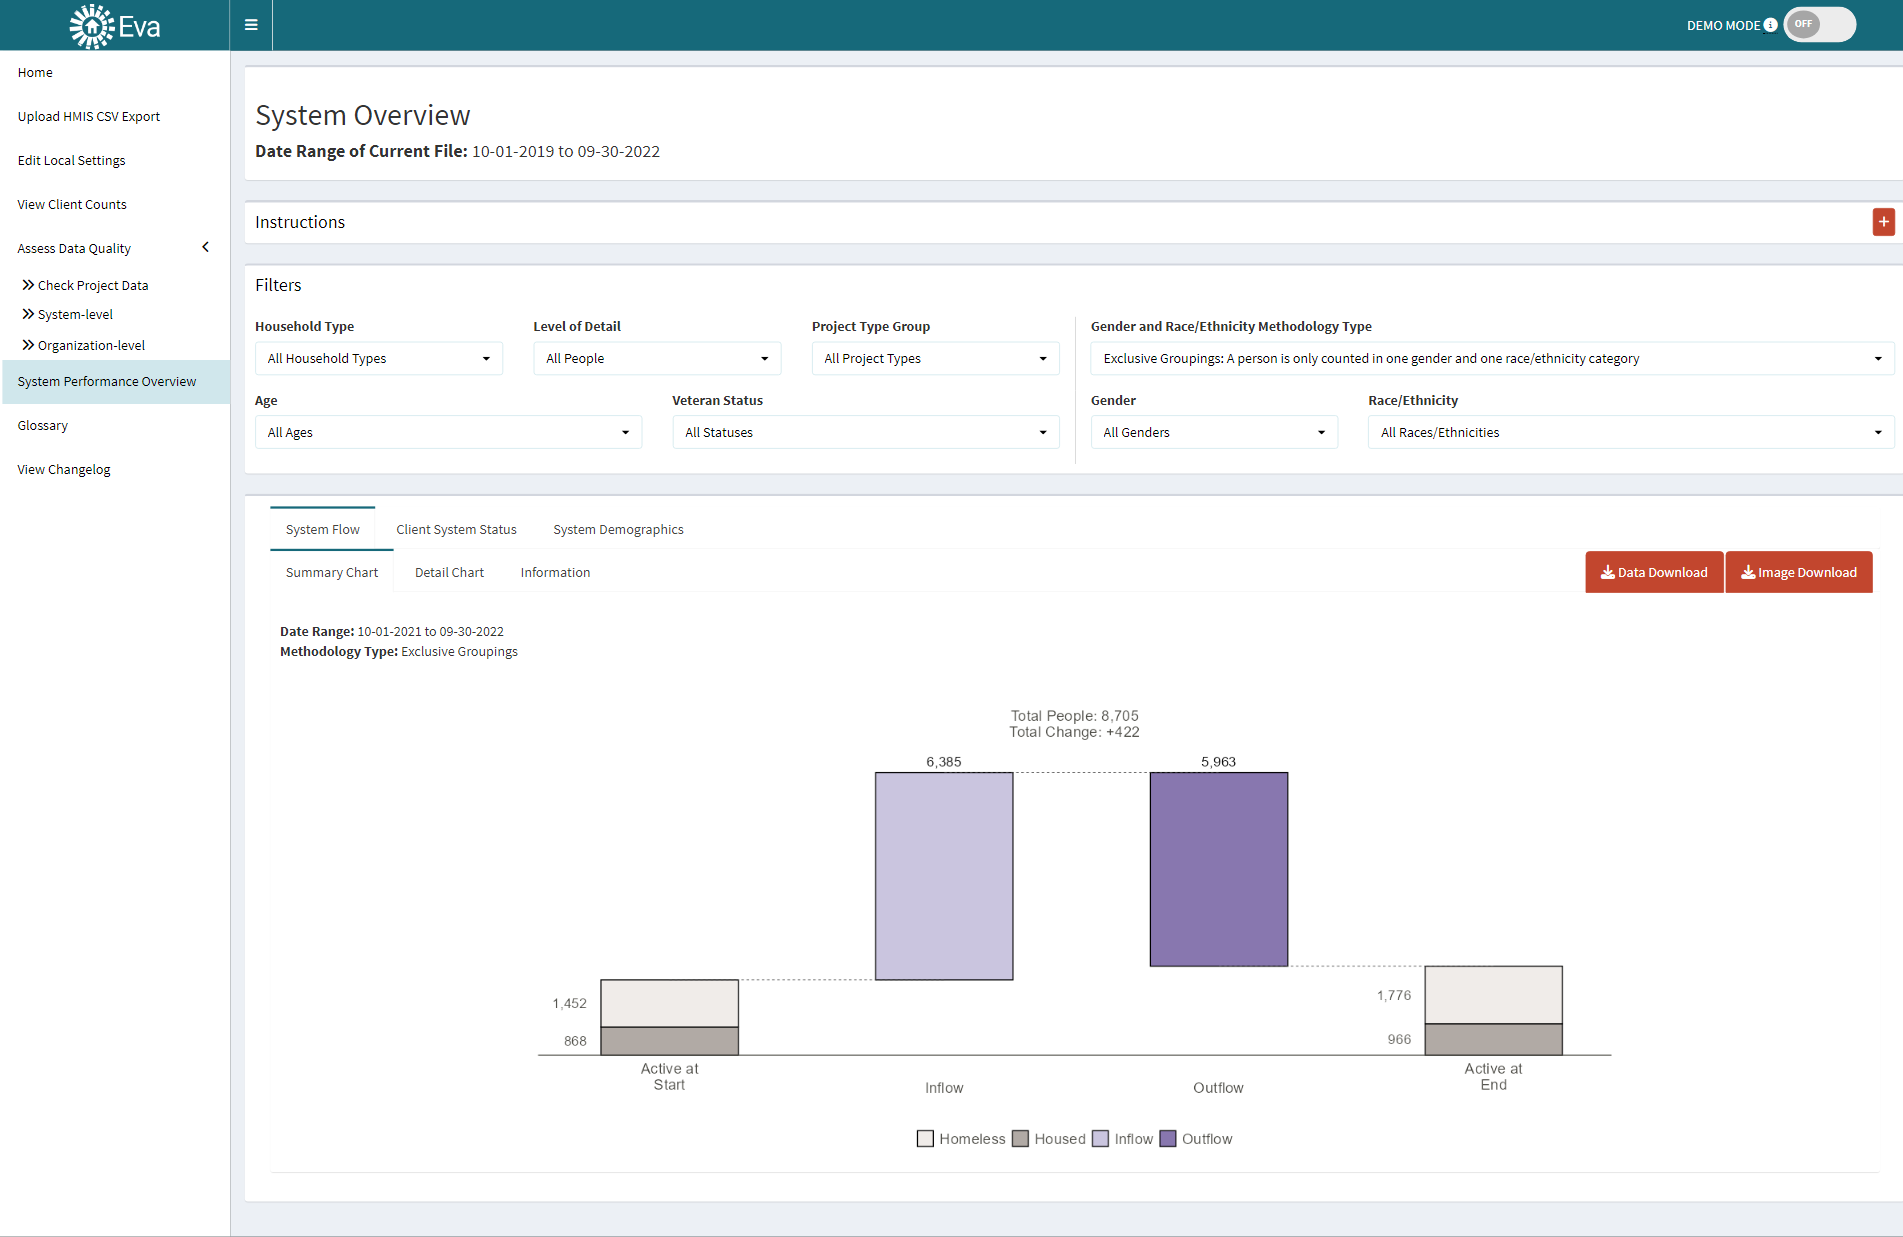 Eva
DEMO MODE i OFF
Home
Upload HMIS CSV Export
Edit Local Settings
View Client Counts
Assess Data Quality
Check Project Data
System-level
Organization-level
System Performance Overview
Glossary
View Changelog
System Overview
Date Range of Current File: 10-01-2019 to 09-30-2022
Instructions
Filters
Household Type
All Household Types
Level of Detail
All People
Project Type Group
All Project Types
Gender and Race/Ethnicity Methodology Type
Exclusive Groupings: A person is only counted in one gender and one race/ethnicity category
Age
All Ages
Veteran Status
All Statuses
Gender
All Genders
Race/Ethnicity
All Races/Ethnicities
System Flow Client System Status System Demographics
Summary Chart Detail Chart Information
Data Download Image Download
Date Range: 10-01-2021 to 09-30-2022
Methodology Type: Exclusive Groupings
Total People: 8,705
Total Change: +422
6,385 5,963
1,452 1,776
868 966
Active at
Start
Inflow
Outflow
Active at
End
Homeless Housed Inflow Outflow